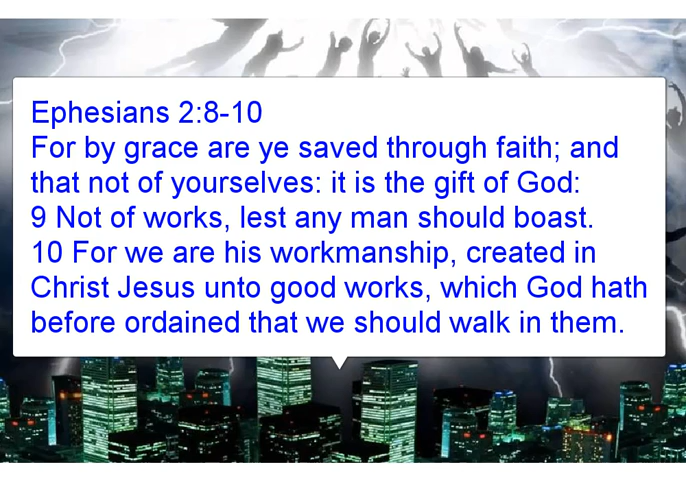 Ephesians 2:8-10
For by grace are ye saved through faith; and
that not of yourselves: it is the gift of God:
9 Not of works, lest any man should boast.
10 For we are his workmanship, created in
Christ Jesus unto good works, which God hath
before ordained that we should walk in them.